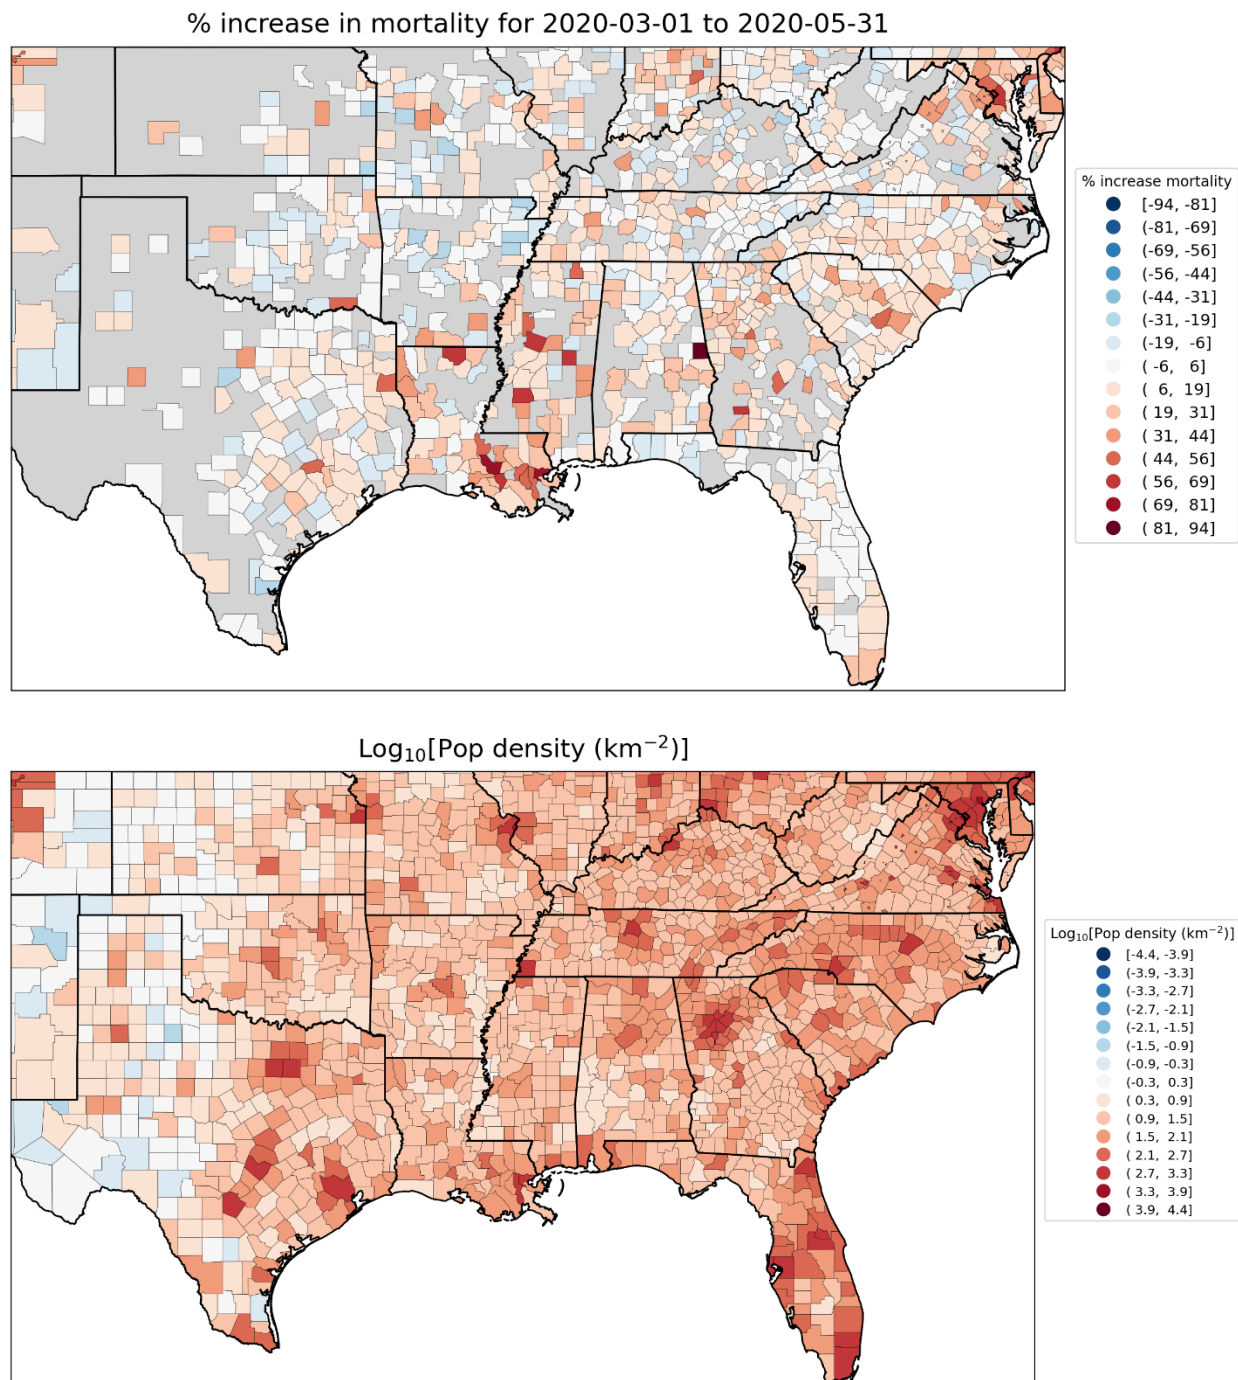 % increase in mortality for 2020-03-01 to 2020-05-31
% increase mortality
[-94, -81]
(-81, -69]
(-69, -56]
(-56, -44]
(-44, -31]
(-31, -19]
(-19, -6]
( -6, 6]
( 6, 19]
( 19, 31]
( 31, 44]
( 44, 56]
( 56, 69]
( 69, 81]
( 81, 94]
Log₁₀[Pop density (km⁻²)]
Log₁₀[Pop density (km⁻²)]
[-4.4, -3.9]
(-3.9, -3.3]
(-3.3, -2.7]
(-2.7, -2.1]
(-2.1, -1.5]
(-1.5, -0.9]
(-0.9, -0.3]
(-0.3, 0.3]
( 0.3, 0.9]
( 0.9, 1.5]
( 1.5, 2.1]
( 2.1, 2.7]
( 2.7, 3.3]
( 3.3, 3.9]
( 3.9, 4.4]